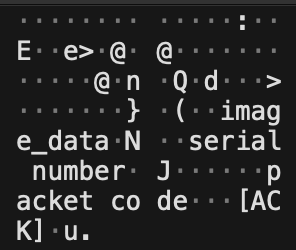 ········ ·····:··
E··e>·@ @·······
·····@·n ·Q·d···>
·······} ·(··imag
e_data·N ··serial
·number· J·····p
acket co de···[AC
K]·u.